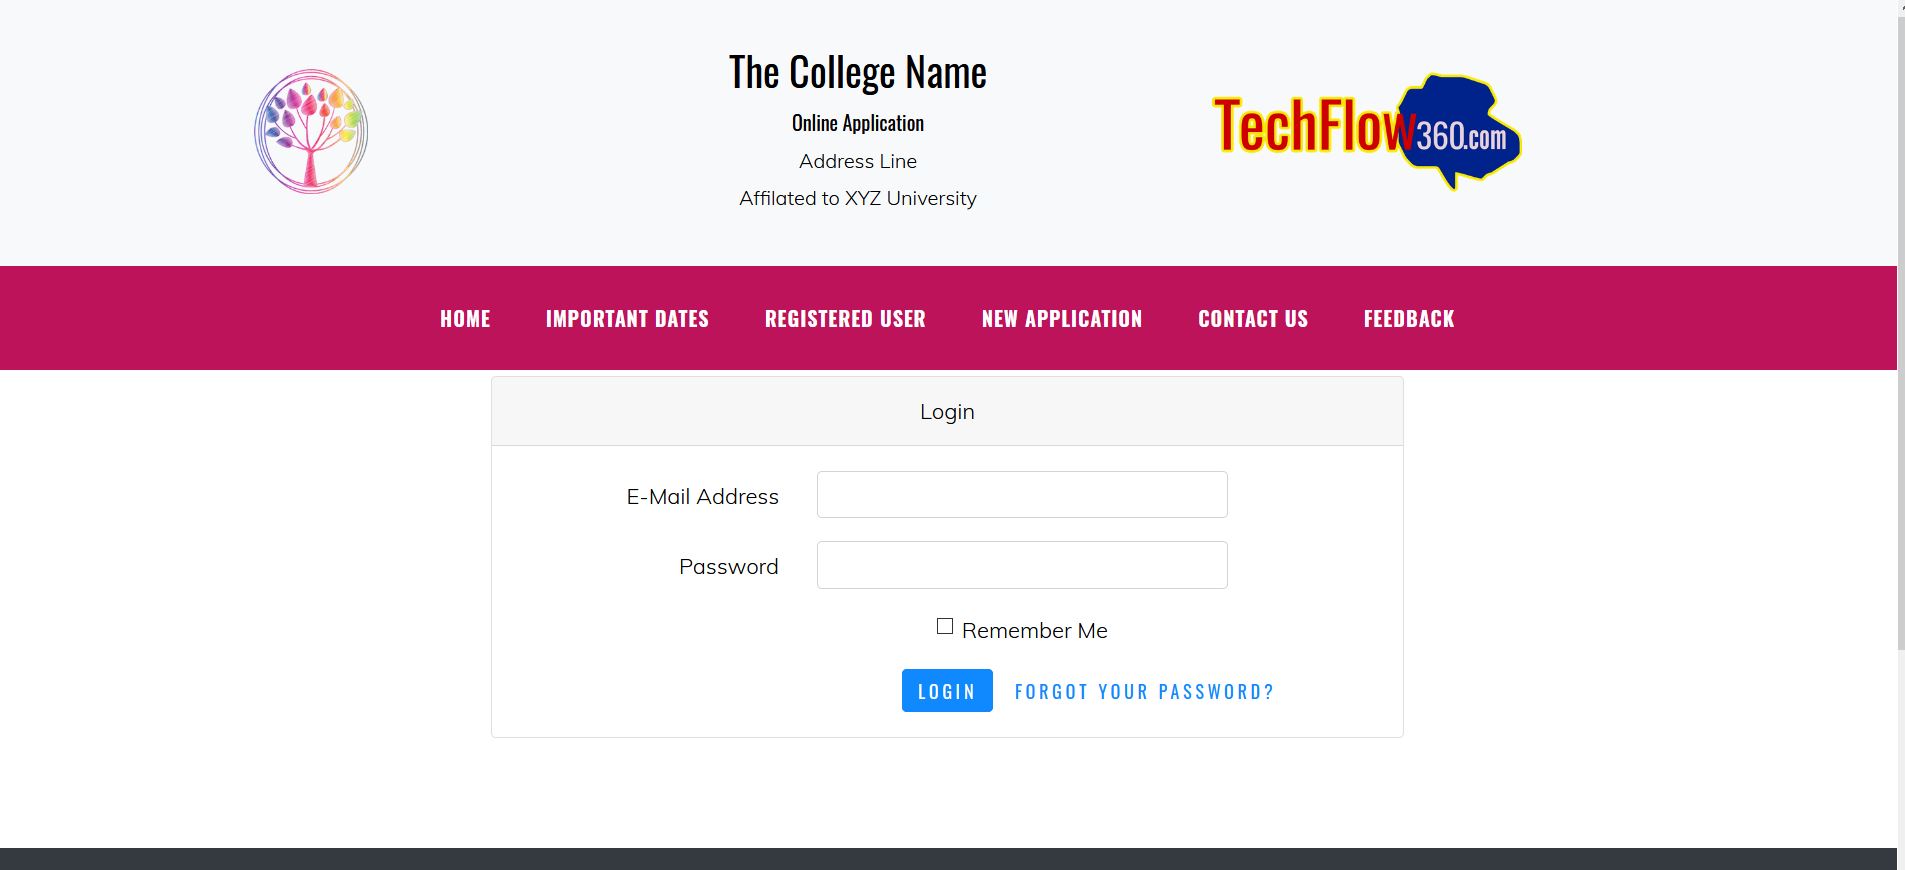 The College Name
Online Application
Address Line
Affilated to XYZ University
TechFlow360.com
HOME IMPORTANT DATES REGISTERED USER NEW APPLICATION CONTACT US FEEDBACK
Login
E-Mail Address
Password
Remember Me
LOGIN FORGOT YOUR PASSWORD?